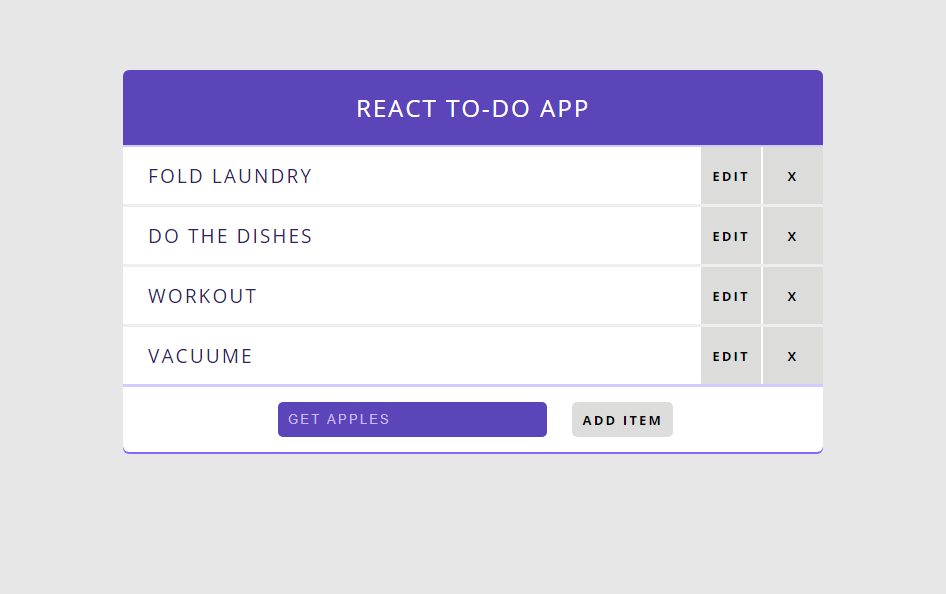 REACT TO-DO APP
FOLD LAUNDRY EDIT X
DO THE DISHES EDIT X
WORKOUT EDIT X
VACUUME EDIT X
GET APPLES ADD ITEM